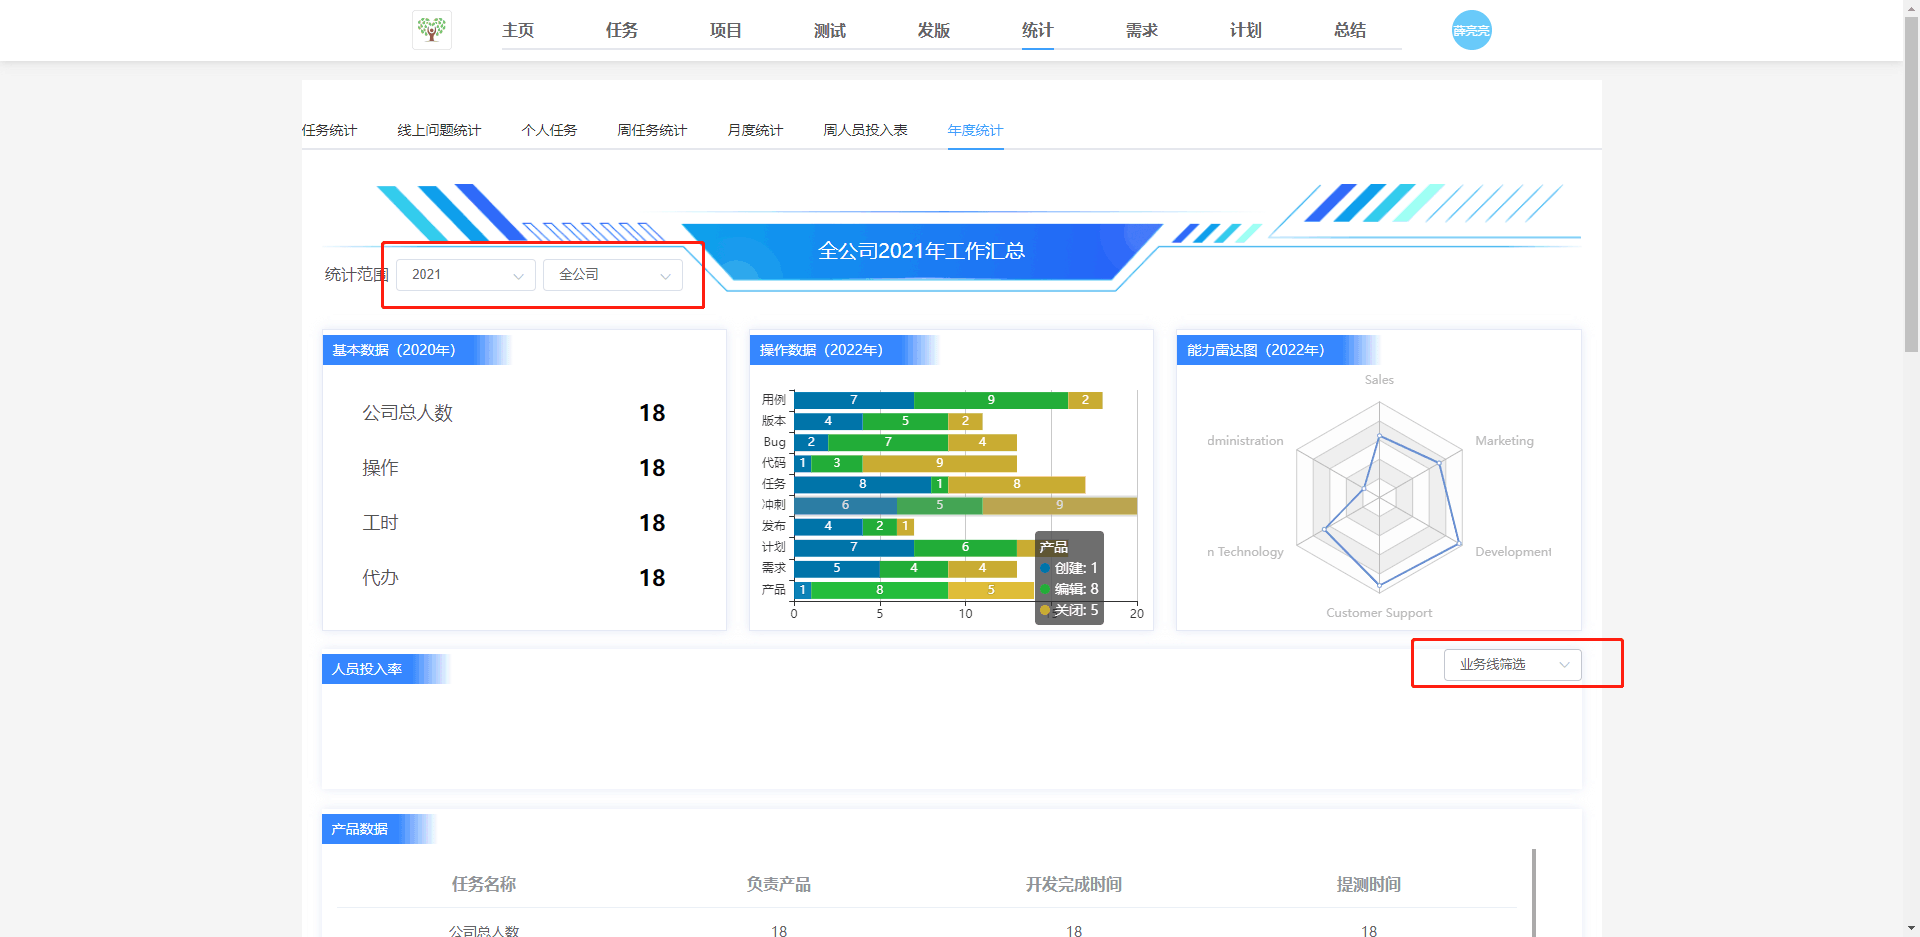 主页 任务 项目 测试 发版 统计 需求 计划 总结 薛亮亮
任务统计 线上问题统计 个人任务 周任务统计 月度统计 周人员投入表 年度统计
全公司2021年工作汇总
统计范围 2021 全公司
基本数据（2020年）
公司总人数 18
操作 18
工时 18
代办 18
操作数据（2022年）
用例 7 9 2
版本 4 5 2
Bug 2 7 4
代码 1 3 9
任务 8 1 8
冲刺 6 5 9
发布 4 2 1
计划 7 6
需求 5 4 4
产品 1 8 5
0 5 10 20
产品
创建: 1
编辑: 8
关闭: 5
能力雷达图（2022年）
Sales
dministration Marketing
n Technology Development
Customer Support
人员投入率 业务线筛选
产品数据
任务名称 负责产品 开发完成时间 提测时间
公司总人数 18 18 18